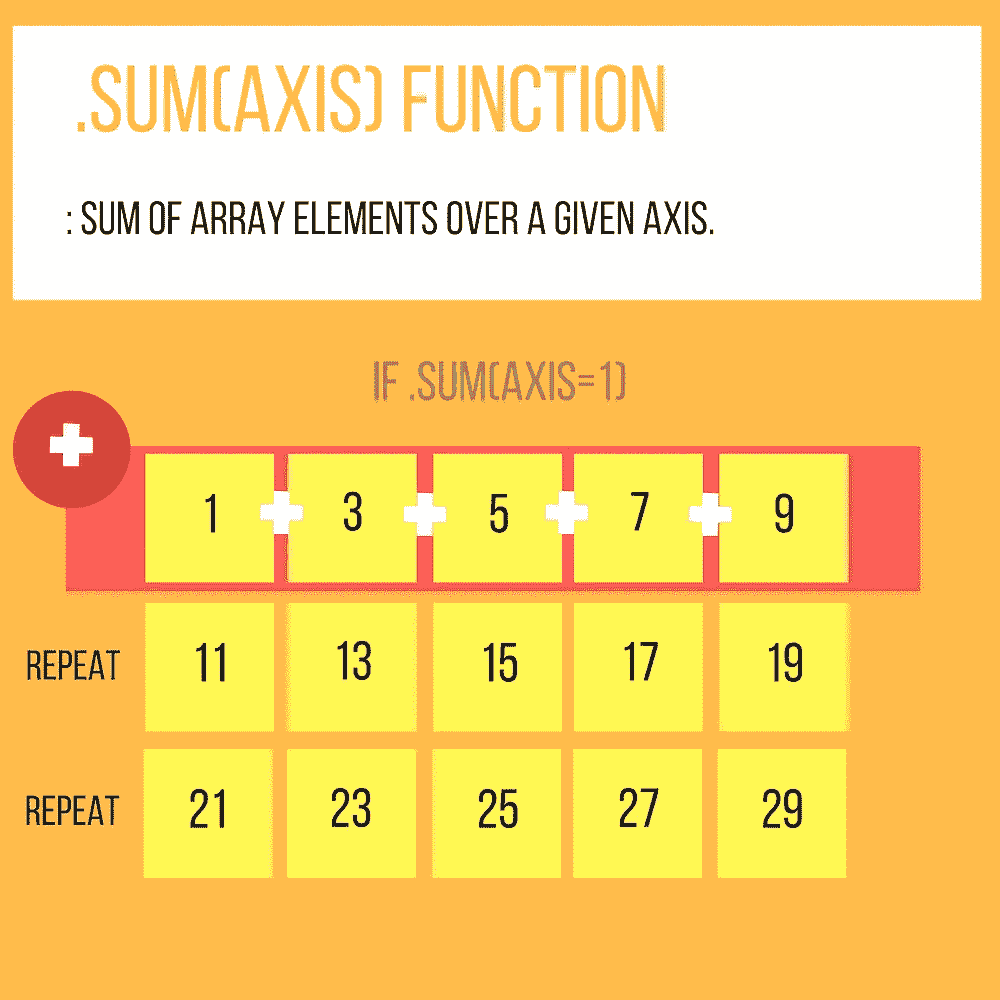 .SUM(AXIS) FUNCTION
: SUM OF ARRAY ELEMENTS OVER A GIVEN AXIS.
IF .SUM(AXIS=1)
1 + 3 + 5 + 7 + 9
REPEAT 11 13 15 17 19
REPEAT 21 23 25 27 29